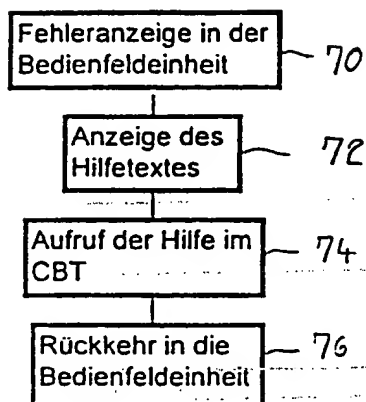 Fehleranzeige in der
Bedienfeldeinheit
70
Anzeige des
Hilfetextes
72
Aufruf der Hilfe im
CBT
74
Rückkehr in die
Bedienfeldeinheit
76